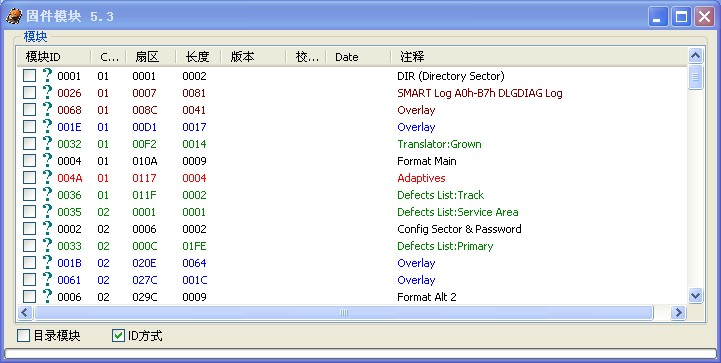 固件模块 5.3
模块
模块ID C... 扇区 长度 版本 校... Date 注释
? 0001 01 0001 0002 DIR (Directory Sector)
? 0026 01 0007 0081 SMART Log A0h-B7h DLGDIAG Log
? 0068 01 008C 0041 Overlay
? 001E 01 00D1 0017 Overlay
? 0032 01 00F2 0014 Translator:Grown
? 0004 01 010A 0009 Format Main
? 004A 01 0117 0004 Adaptives
? 0036 01 011F 0002 Defects List:Track
? 0035 02 0001 0001 Defects List:Service Area
? 0002 02 0006 0002 Config Sector & Password
? 0033 02 000C 01FE Defects List:Primary
? 001B 02 020E 0064 Overlay
? 0061 02 027C 001C Overlay
? 0006 02 029C 0009 Format Alt 2
目录模块 ID方式